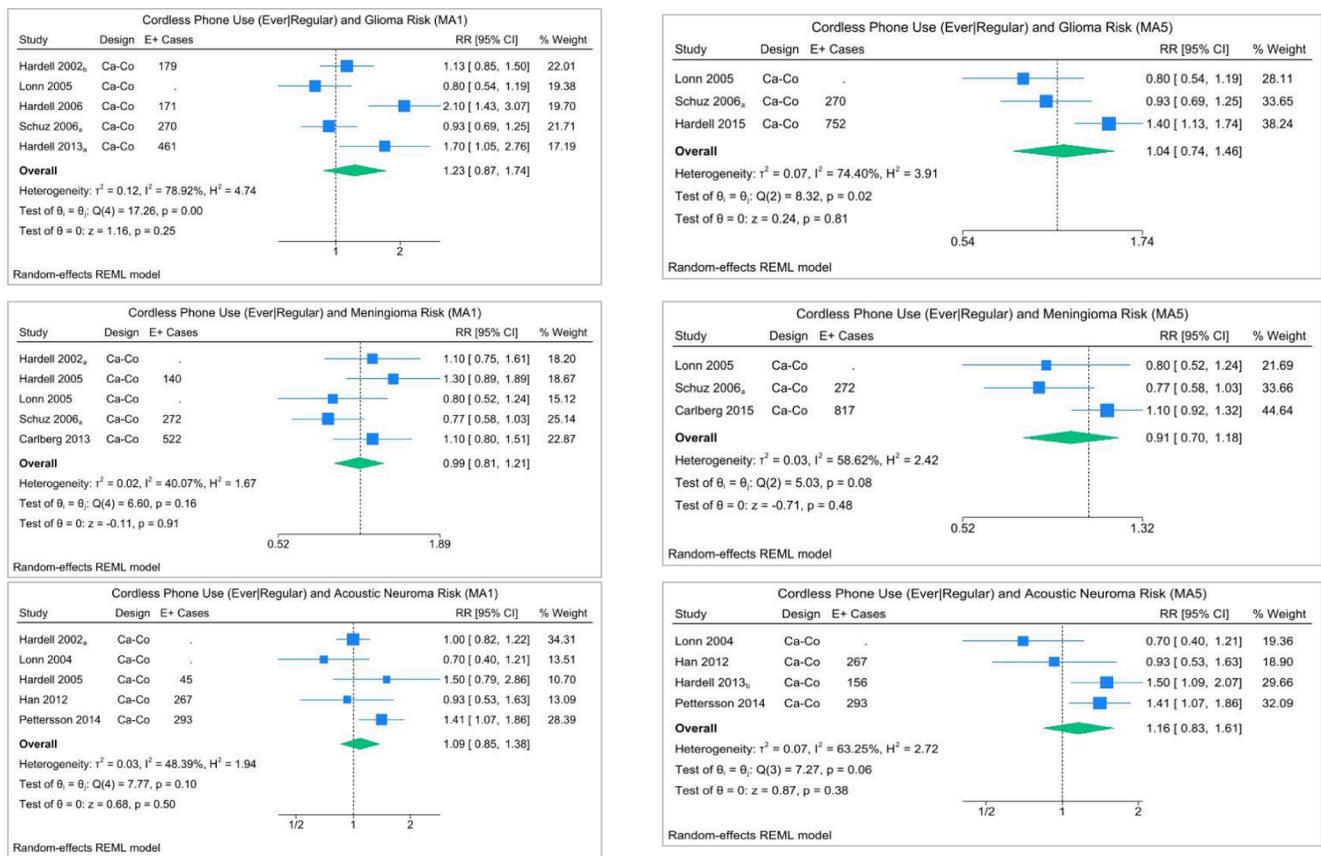 Cordless Phone Use (Ever|Regular) and Glioma Risk (MA1)
Study Design E+ Cases RR [95% CI] % Weight
Hardell 2002b Ca-Co 179 1.13 [ 0.85, 1.50] 22.01
Lonn 2005 Ca-Co . 0.80 [ 0.54, 1.19] 19.38
Hardell 2006 Ca-Co 171 2.10 [ 1.43, 3.07] 19.70
Schuz 2006a Ca-Co 270 0.93 [ 0.69, 1.25] 21.71
Hardell 2013a Ca-Co 461 1.70 [ 1.05, 2.76] 17.19
Overall 1.23 [ 0.87, 1.74]
Heterogeneity: τ² = 0.12, I² = 78.92%, H² = 4.74
Test of θi = θj: Q(4) = 17.26, p = 0.00
Test of θ = 0: z = 1.16, p = 0.25
1 2
Random-effects REML model
Cordless Phone Use (Ever|Regular) and Glioma Risk (MA5)
Study Design E+ Cases RR [95% CI] % Weight
Lonn 2005 Ca-Co . 0.80 [ 0.54, 1.19] 28.11
Schuz 2006a Ca-Co 270 0.93 [ 0.69, 1.25] 33.65
Hardell 2015 Ca-Co 752 1.40 [ 1.13, 1.74] 38.24
Overall 1.04 [ 0.74, 1.46]
Heterogeneity: τ² = 0.07, I² = 74.40%, H² = 3.91
Test of θi = θj: Q(2) = 8.32, p = 0.02
Test of θ = 0: z = 0.24, p = 0.81
0.54 1.74
Random-effects REML model
Cordless Phone Use (Ever|Regular) and Meningioma Risk (MA1)
Study Design E+ Cases RR [95% CI] % Weight
Hardell 2002a Ca-Co . 1.10 [ 0.75, 1.61] 18.20
Hardell 2005 Ca-Co 140 1.30 [ 0.89, 1.89] 18.67
Lonn 2005 Ca-Co . 0.80 [ 0.52, 1.24] 15.12
Schuz 2006a Ca-Co 272 0.77 [ 0.58, 1.03] 25.14
Carlberg 2013 Ca-Co 522 1.10 [ 0.80, 1.51] 22.87
Overall 0.99 [ 0.81, 1.21]
Heterogeneity: τ² = 0.02, I² = 40.07%, H² = 1.67
Test of θi = θj: Q(4) = 6.60, p = 0.16
Test of θ = 0: z = -0.11, p = 0.91
0.52 1.89
Random-effects REML model
Cordless Phone Use (Ever|Regular) and Meningioma Risk (MA5)
Study Design E+ Cases RR [95% CI] % Weight
Lonn 2005 Ca-Co . 0.80 [ 0.52, 1.24] 21.69
Schuz 2006a Ca-Co 272 0.77 [ 0.58, 1.03] 33.66
Carlberg 2015 Ca-Co 817 1.10 [ 0.92, 1.32] 44.64
Overall 0.91 [ 0.70, 1.18]
Heterogeneity: τ² = 0.03, I² = 58.62%, H² = 2.42
Test of θi = θj: Q(2) = 5.03, p = 0.08
Test of θ = 0: z = -0.71, p = 0.48
0.52 1.32
Random-effects REML model
Cordless Phone Use (Ever|Regular) and Acoustic Neuroma Risk (MA1)
Study Design E+ Cases RR [95% CI] % Weight
Hardell 2002a Ca-Co . 1.00 [ 0.82, 1.22] 34.31
Lonn 2004 Ca-Co . 0.70 [ 0.40, 1.21] 13.51
Hardell 2005 Ca-Co 45 1.50 [ 0.79, 2.86] 10.70
Han 2012 Ca-Co 267 0.93 [ 0.53, 1.63] 13.09
Pettersson 2014 Ca-Co 293 1.41 [ 1.07, 1.86] 28.39
Overall 1.09 [ 0.85, 1.38]
Heterogeneity: τ² = 0.03, I² = 48.39%, H² = 1.94
Test of θi = θj: Q(4) = 7.77, p = 0.10
Test of θ = 0: z = 0.68, p = 0.50
1/2 1 2
Random-effects REML model
Cordless Phone Use (Ever|Regular) and Acoustic Neuroma Risk (MA5)
Study Design E+ Cases RR [95% CI] % Weight
Lonn 2004 Ca-Co . 0.70 [ 0.40, 1.21] 19.36
Han 2012 Ca-Co 267 0.93 [ 0.53, 1.63] 18.90
Hardell 2013b Ca-Co 156 1.50 [ 1.09, 2.07] 29.66
Pettersson 2014 Ca-Co 293 1.41 [ 1.07, 1.86] 32.09
Overall 1.16 [ 0.83, 1.61]
Heterogeneity: τ² = 0.07, I² = 63.25%, H² = 2.72
Test of θi = θj: Q(3) = 7.27, p = 0.06
Test of θ = 0: z = 0.87, p = 0.38
1/2 1 2
Random-effects REML model